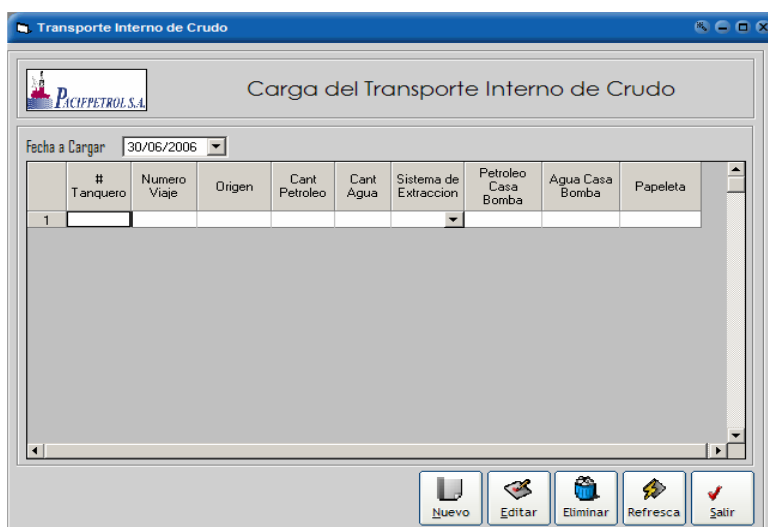 Transporte Interno de Crudo
PACIFPETROL S.A.
Carga del Transporte Interno de Crudo
Fecha a Cargar 30/06/2006
# Tanquero Numero Viaje Origen Cant Petroleo Cant Agua Sistema de Extraccion Petroleo Casa Bomba Agua Casa Bomba Papeleta
1
Nuevo Editar Eliminar Refresca Salir